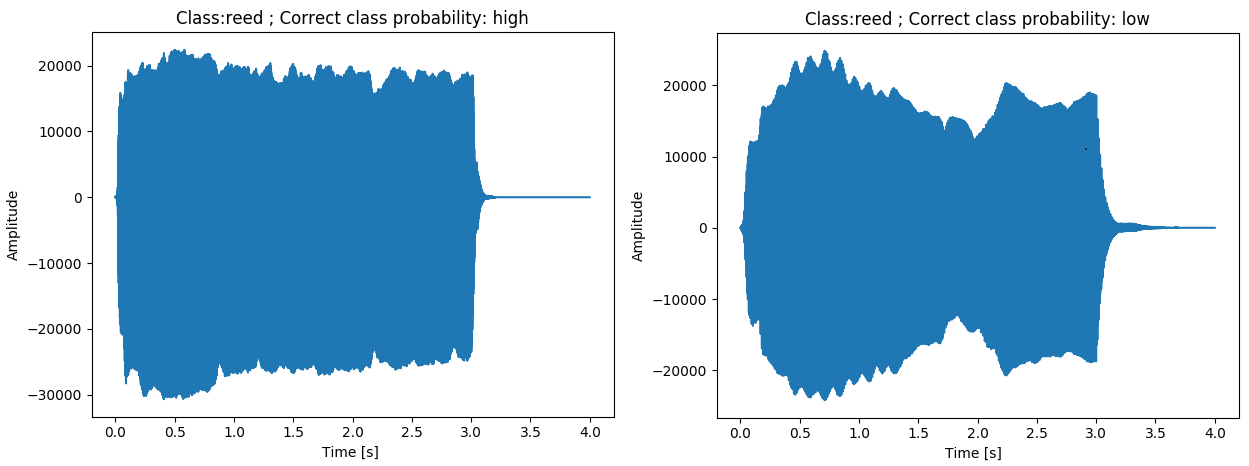 Class:reed ; Correct class probability: high
20000
10000
0
−10000
−20000
−30000
Amplitude
0.0 0.5 1.0 1.5 2.0 2.5 3.0 3.5 4.0
Time [s]
Class:reed ; Correct class probability: low
20000
10000
0
−10000
−20000
Amplitude
0.0 0.5 1.0 1.5 2.0 2.5 3.0 3.5 4.0
Time [s]